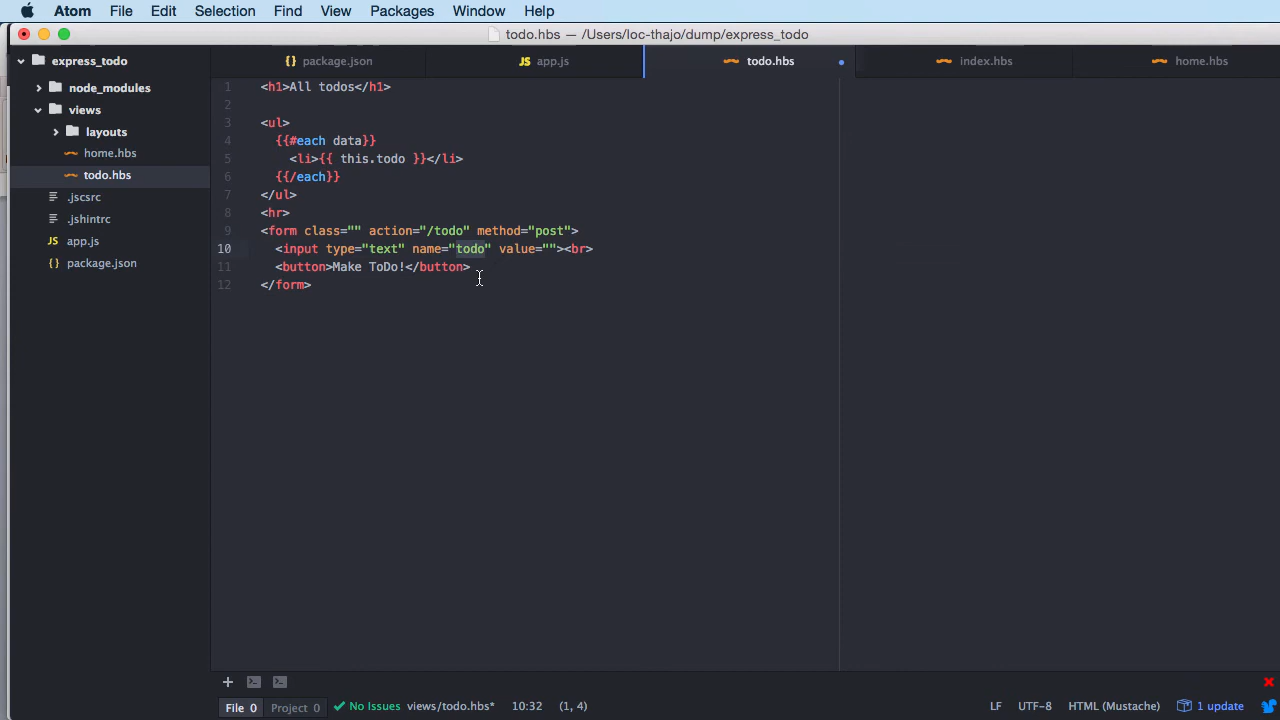 Atom File Edit Selection Find View Packages Window Help
todo.hbs — /Users/loc-thajo/dump/express_todo
express_todo
package.json
app.js
todo.hbs
index.hbs
home.hbs
node_modules
views
layouts
home.hbs
todo.hbs
.jscsrc
.jshintrc
app.js
package.json
1 <h1>All todos</h1>
2
3 <ul>
4 {{#each data}}
5 <li>{{ this.todo }}</li>
6 {{/each}}
7 </ul>
8 <hr>
9 <form class="" action="/todo" method="post">
10 <input type="text" name="todo" value=""><br>
11 <button>Make ToDo!</button>
12 </form>
File 0 Project 0 No Issues views/todo.hbs* 10:32 (1, 4) LF UTF-8 HTML (Mustache) 1 update